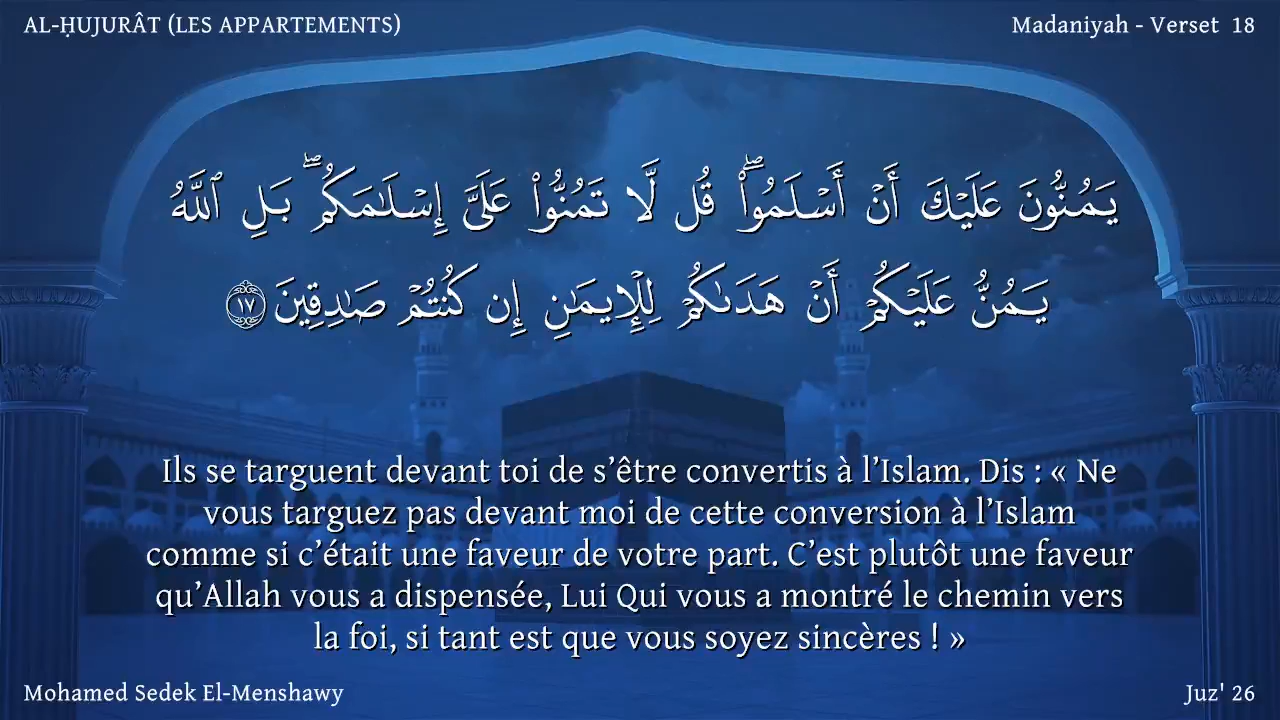 AL-ḤUJURÂT (LES APPARTEMENTS)
Madaniyah - Verset 18
يَمُنُّونَ عَلَيْكَ أَنْ أَسْلَمُوا۟ ۖ قُل لَّا تَمُنُّوا۟ عَلَىَّ إِسْلَـٰمَكُم ۖ بَلِ ٱللَّهُ
يَمُنُّ عَلَيْكُمْ أَنْ هَدَىٰكُمْ لِلْإِيمَـٰنِ إِن كُنتُمْ صَـٰدِقِينَ ١٧
Ils se targuent devant toi de s’être convertis à l’Islam. Dis : « Ne
vous targuez pas devant moi de cette conversion à l’Islam
comme si c’était une faveur de votre part. C’est plutôt une faveur
qu’Allah vous a dispensée, Lui Qui vous a montré le chemin vers
la foi, si tant est que vous soyez sincères ! »
Mohamed Sedek El-Menshawy
Juz' 26